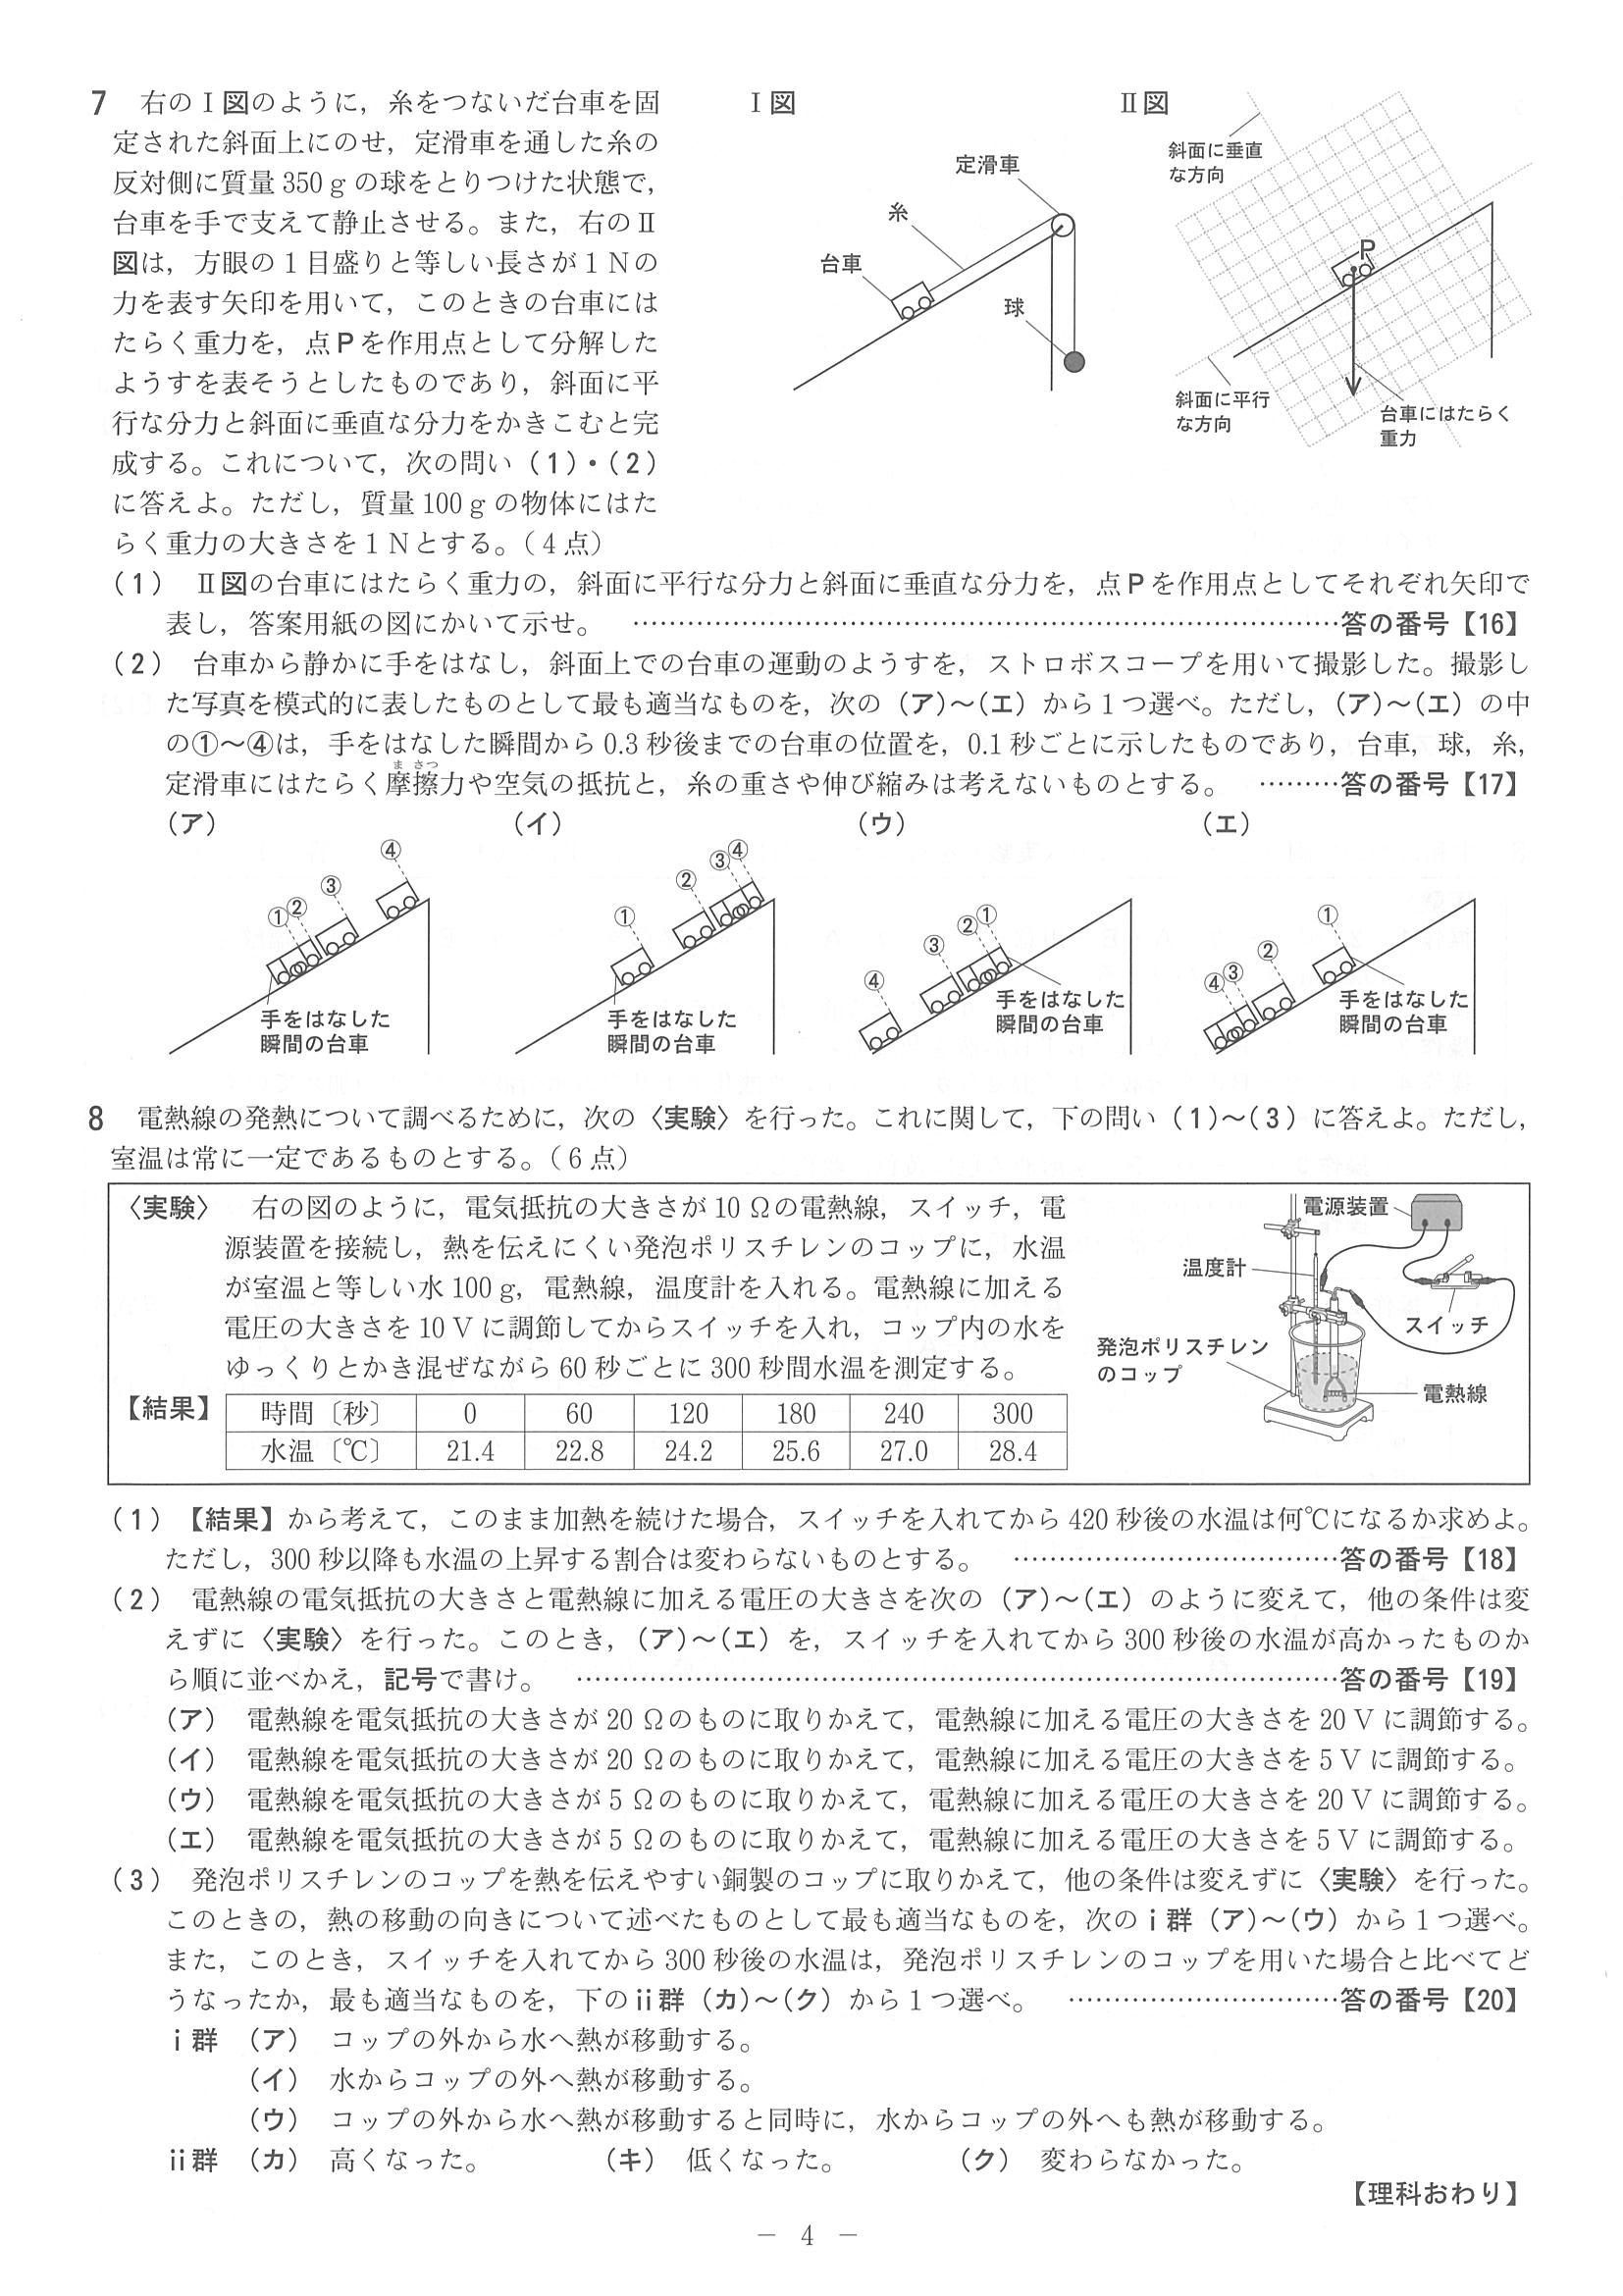 7 右のⅠ図のように，糸をつないだ台車を固
定された斜面上にのせ，定滑車を通した糸の
反対側に質量 350 g の球をとりつけた状態で，
台車を手で支えて静止させる。また，右のⅡ
図は，方眼の１目盛りと等しい長さが１Ｎの
力を表す矢印を用いて，このときの台車には
たらく重力を，点Ｐを作用点として分解した
ようすを表そうとしたものであり，斜面に平
行な分力と斜面に垂直な分力をかきこむと完
成する。これについて，次の問い（１）・（２）
に答えよ。ただし，質量 100 g の物体にはた
らく重力の大きさを１Ｎとする。（４点）
Ⅰ図
定滑車
糸
台車
球
Ⅱ図
斜面に垂直
な方向
P
斜面に平行
な方向
台車にはたらく
重力
（１） Ⅱ図の台車にはたらく重力の，斜面に平行な分力と斜面に垂直な分力を，点Ｐを作用点としてそれぞれ矢印で
表し，答案用紙の図にかいて示せ。 ……………………………………………………………………答の番号【16】
（２） 台車から静かに手をはなし，斜面上での台車の運動のようすを，ストロボスコープを用いて撮影した。撮影し
た写真を模式的に表したものとして最も適当なものを，次の（ア）～（エ）から１つ選べ。ただし，（ア）～（エ）の中
の①～④は，手をはなした瞬間から 0.3 秒後までの台車の位置を，0.1 秒ごとに示したものであり，台車，球，糸，
ま さつ
定滑車にはたらく摩擦力や空気の抵抗と，糸の重さや伸び縮みは考えないものとする。 ………答の番号【17】
（ア） （イ） （ウ） （エ）
① ② ③ ④
手をはなした
瞬間の台車
① ② ③ ④
手をはなした
瞬間の台車
④ ③ ② ①
手をはなした
瞬間の台車
④ ③ ② ①
手をはなした
瞬間の台車
8 電熱線の発熱について調べるために，次の〈実験〉を行った。これに関して，下の問い（１）～（３）に答えよ。ただし，
室温は常に一定であるものとする。（６点）
〈実験〉 右の図のように，電気抵抗の大きさが 10 Ωの電熱線，スイッチ，電
源装置を接続し，熱を伝えにくい発泡ポリスチレンのコップに，水温
が室温と等しい水 100 g，電熱線，温度計を入れる。電熱線に加える
電圧の大きさを 10 V に調節してからスイッチを入れ，コップ内の水を
ゆっくりとかき混ぜながら 60 秒ごとに 300 秒間水温を測定する。
【結果】
時間〔秒〕 0 60 120 180 240 300
水温〔℃〕 21.4 22.8 24.2 25.6 27.0 28.4
電源装置
温度計
スイッチ
発泡ポリスチレン
のコップ
電熱線
（１）【結果】から考えて，このまま加熱を続けた場合，スイッチを入れてから 420 秒後の水温は何℃になるか求めよ。
ただし，300 秒以降も水温の上昇する割合は変わらないものとする。 ………………………………答の番号【18】
（２） 電熱線の電気抵抗の大きさと電熱線に加える電圧の大きさを次の（ア）～（エ）のように変えて，他の条件は変
えずに〈実験〉を行った。このとき，（ア）～（エ）を，スイッチを入れてから 300 秒後の水温が高かったものか
ら順に並べかえ，記号で書け。 ……………………………………………………………………………答の番号【19】
（ア） 電熱線を電気抵抗の大きさが 20 Ωのものに取りかえて，電熱線に加える電圧の大きさを 20 V に調節する。
（イ） 電熱線を電気抵抗の大きさが 20 Ωのものに取りかえて，電熱線に加える電圧の大きさを５V に調節する。
（ウ） 電熱線を電気抵抗の大きさが５Ωのものに取りかえて，電熱線に加える電圧の大きさを 20 V に調節する。
（エ） 電熱線を電気抵抗の大きさが５Ωのものに取りかえて，電熱線に加える電圧の大きさを５V に調節する。
（３） 発泡ポリスチレンのコップを熱を伝えやすい銅製のコップに取りかえて，他の条件は変えずに〈実験〉を行った。
このときの，熱の移動の向きについて述べたものとして最も適当なものを，次のⅰ群（ア）～（ウ）から１つ選べ。
また，このとき，スイッチを入れてから 300 秒後の水温は，発泡ポリスチレンのコップを用いた場合と比べてど
うなったか，最も適当なものを，下のⅱ群（カ）～（ク）から１つ選べ。 …………………………答の番号【20】
ⅰ群 （ア） コップの外から水へ熱が移動する。
（イ） 水からコップの外へ熱が移動する。
（ウ） コップの外から水へ熱が移動すると同時に，水からコップの外へも熱が移動する。
ⅱ群 （カ） 高くなった。 （キ） 低くなった。 （ク） 変わらなかった。
【理科おわり】
－ 4 －